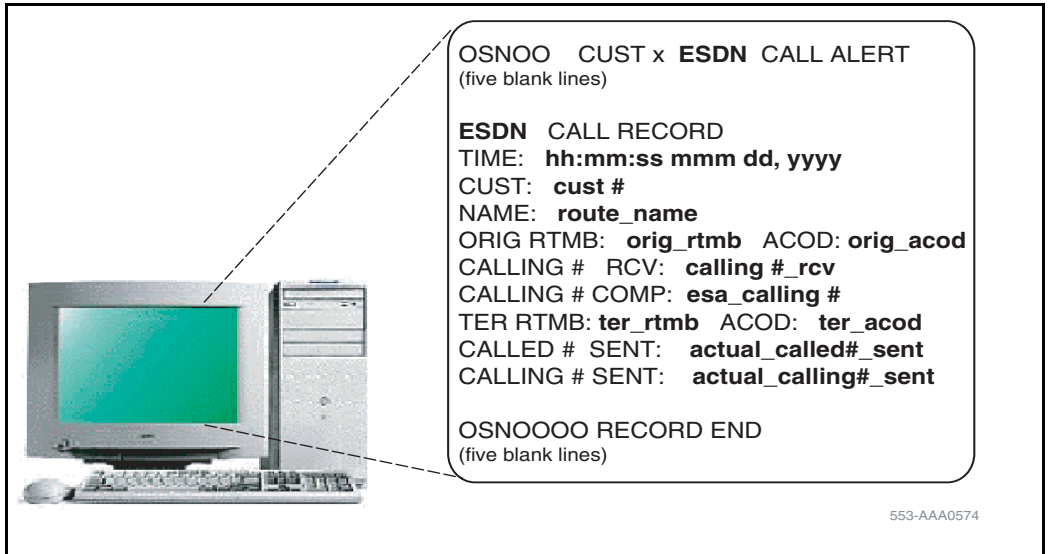 OSNOO CUST x ESDN CALL ALERT
(five blank lines)
ESDN CALL RECORD
TIME: hh:mm:ss mmm dd, yyyy
CUST: cust #
NAME: route_name
ORIG RTMB: orig_rtmb ACOD: orig_acod
CALLING # RCV: calling #_rcv
CALLING # COMP: esa_calling #
TER RTMB: ter_rtmb ACOD: ter_acod
CALLED # SENT: actual_called#_sent
CALLING # SENT: actual_calling#_sent
OSNOOOO RECORD END
(five blank lines)
553-AAA0574